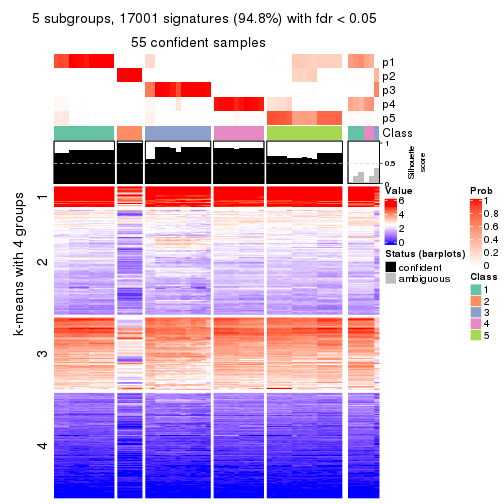 5 subgroups, 17001 signatures (94.8%) with fdr < 0.05
55 confident samples
p1
p2
p3
p4
p5
Class
1
0.5
0
Silhouette
score
k-means with 4 groups
1
2
3
4
Value
6
4
2
0
Status (barplots)
confident
ambiguous
Prob
1
0.8
0.6
0.4
0.2
0
Class
1
2
3
4
5